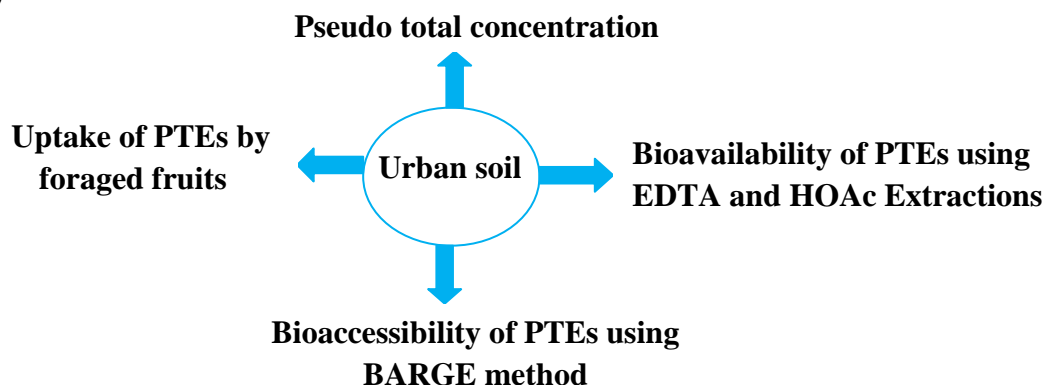 Pseudo total concentration
Uptake of PTEs by
foraged fruits
Urban soil
Bioavailability of PTEs using
EDTA and HOAc Extractions
Bioaccessibility of PTEs using
BARGE method